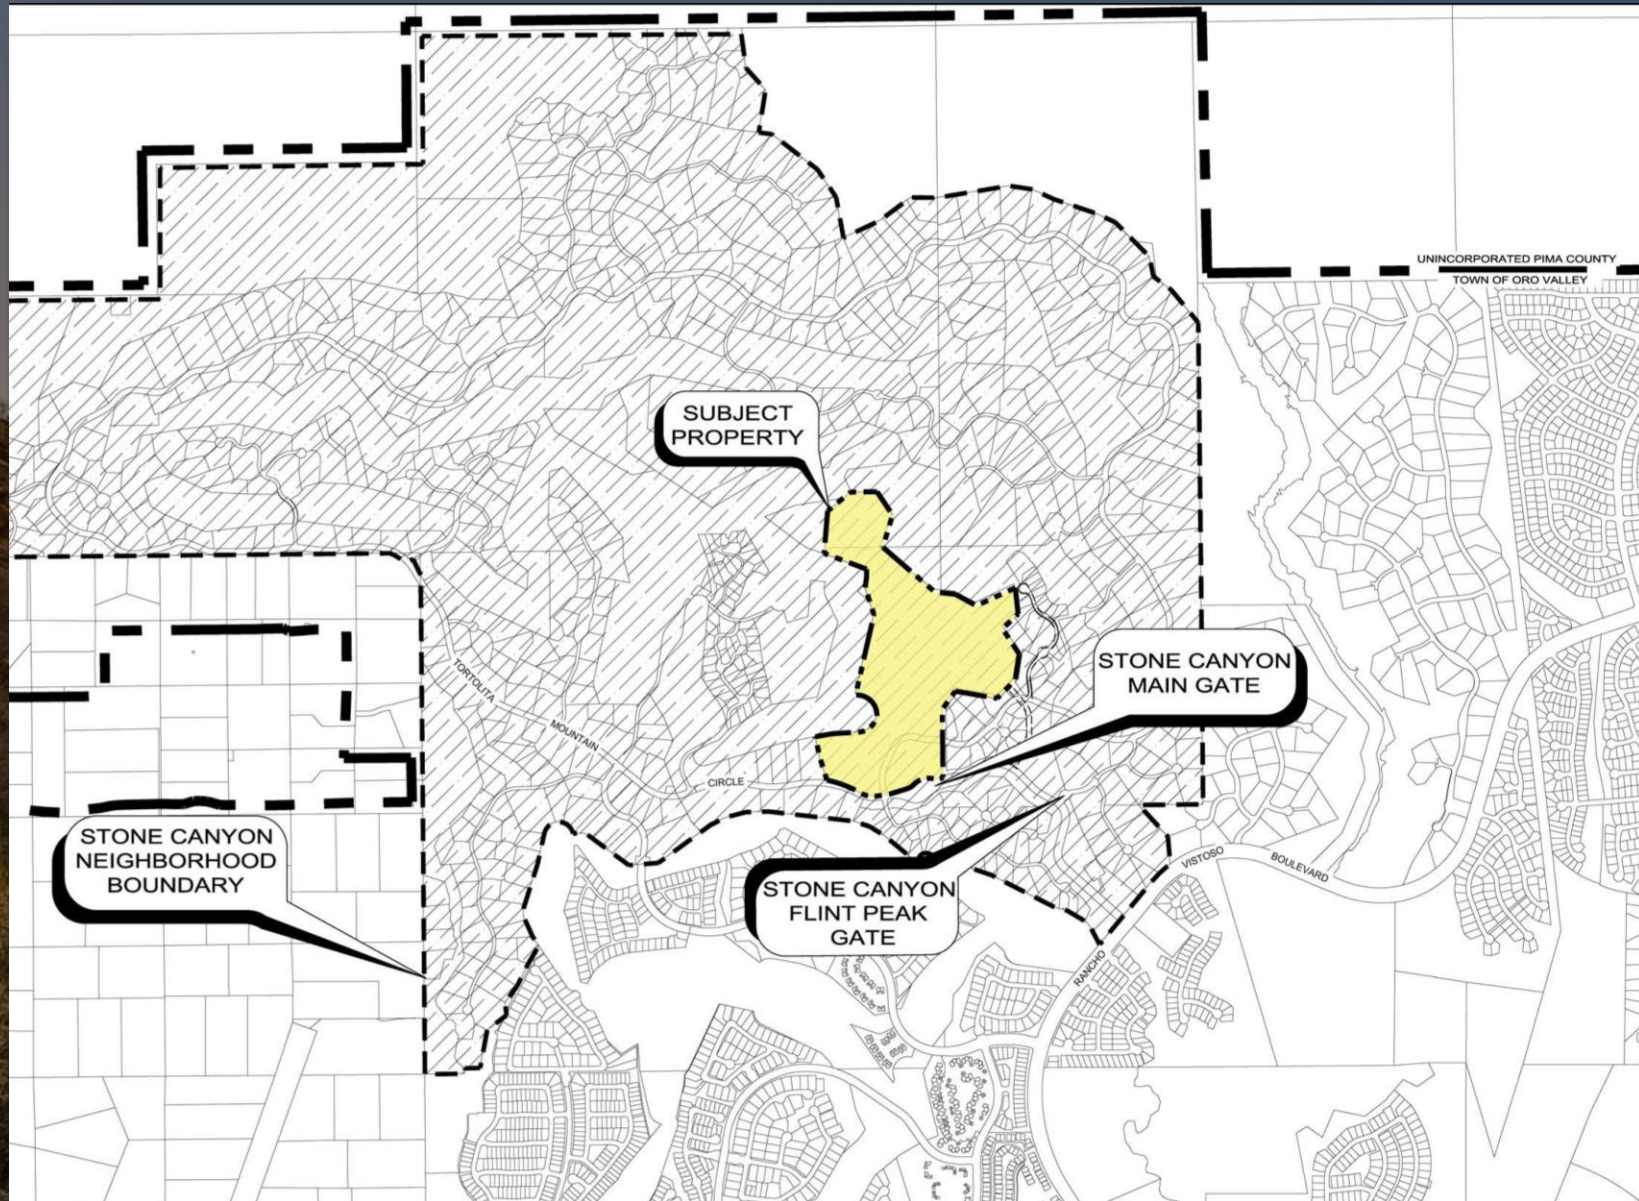 UNINCORPORATED PIMA COUNTY
TOWN OF ORO VALLEY
SUBJECT
PROPERTY
STONE CANYON
MAIN GATE
TORTOLITA
MOUNTAIN
CIRCLE
STONE CANYON
NEIGHBORHOOD
BOUNDARY
STONE CANYON
FLINT PEAK
GATE
VISTOSO
BOULEVARD
RANCHO